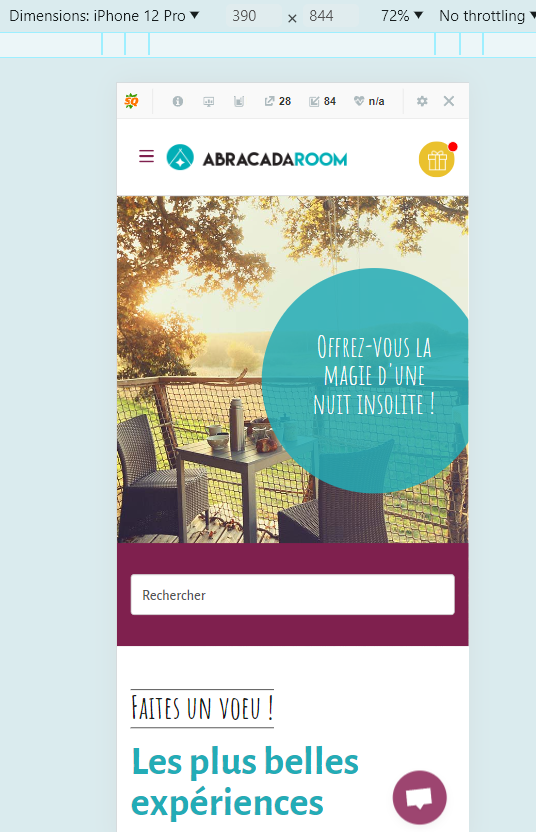 Dimensions: iPhone 12 Pro ▼ 390 × 844 72% ▼ No throttling ▼
SQ 28 84 n/a
ABRACADAROOM
Offrez-vous la
magie d'une
nuit insolite !
Rechercher
Faites un voeu !
Les plus belles
expériences